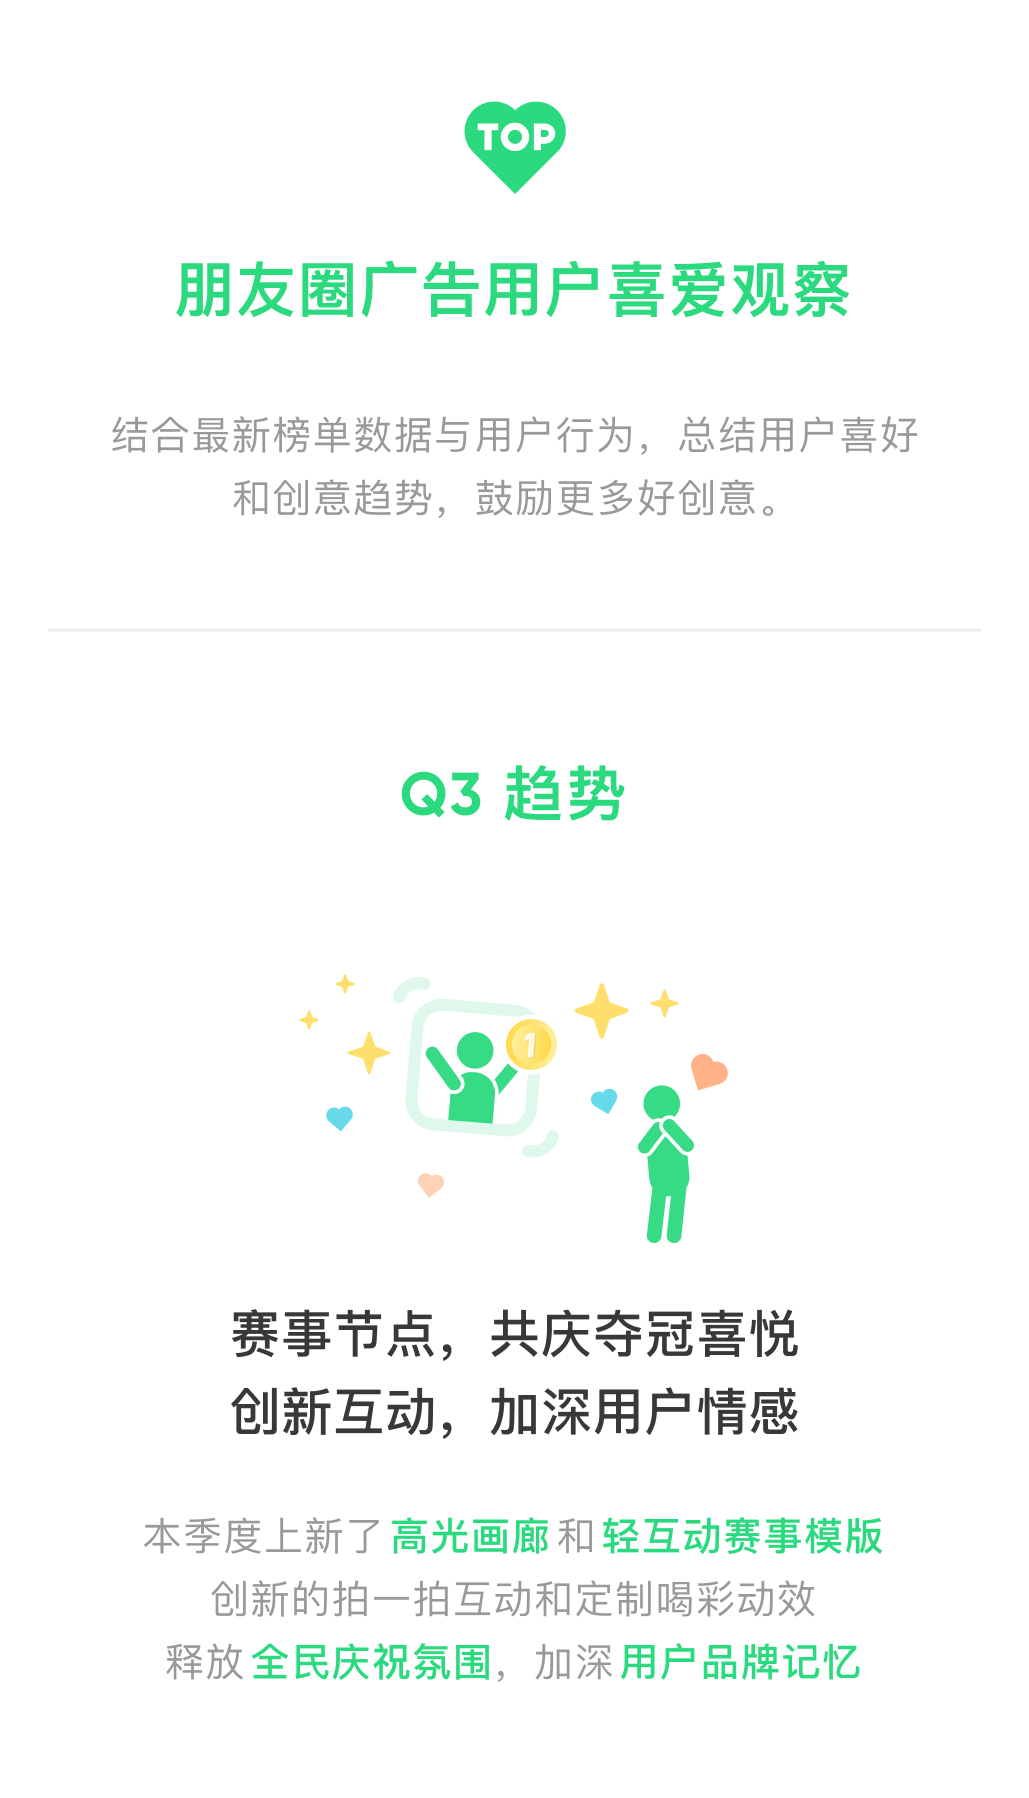 TOP
朋友圈广告用户喜爱观察
结合最新榜单数据与用户行为，总结用户喜好
和创意趋势，鼓励更多好创意。
Q3 趋势
1
赛事节点，共庆夺冠喜悦
创新互动，加深用户情感
本季度上新了高光画廊和轻互动赛事模版
创新的拍一拍互动和定制喝彩动效
释放全民庆祝氛围，加深用户品牌记忆